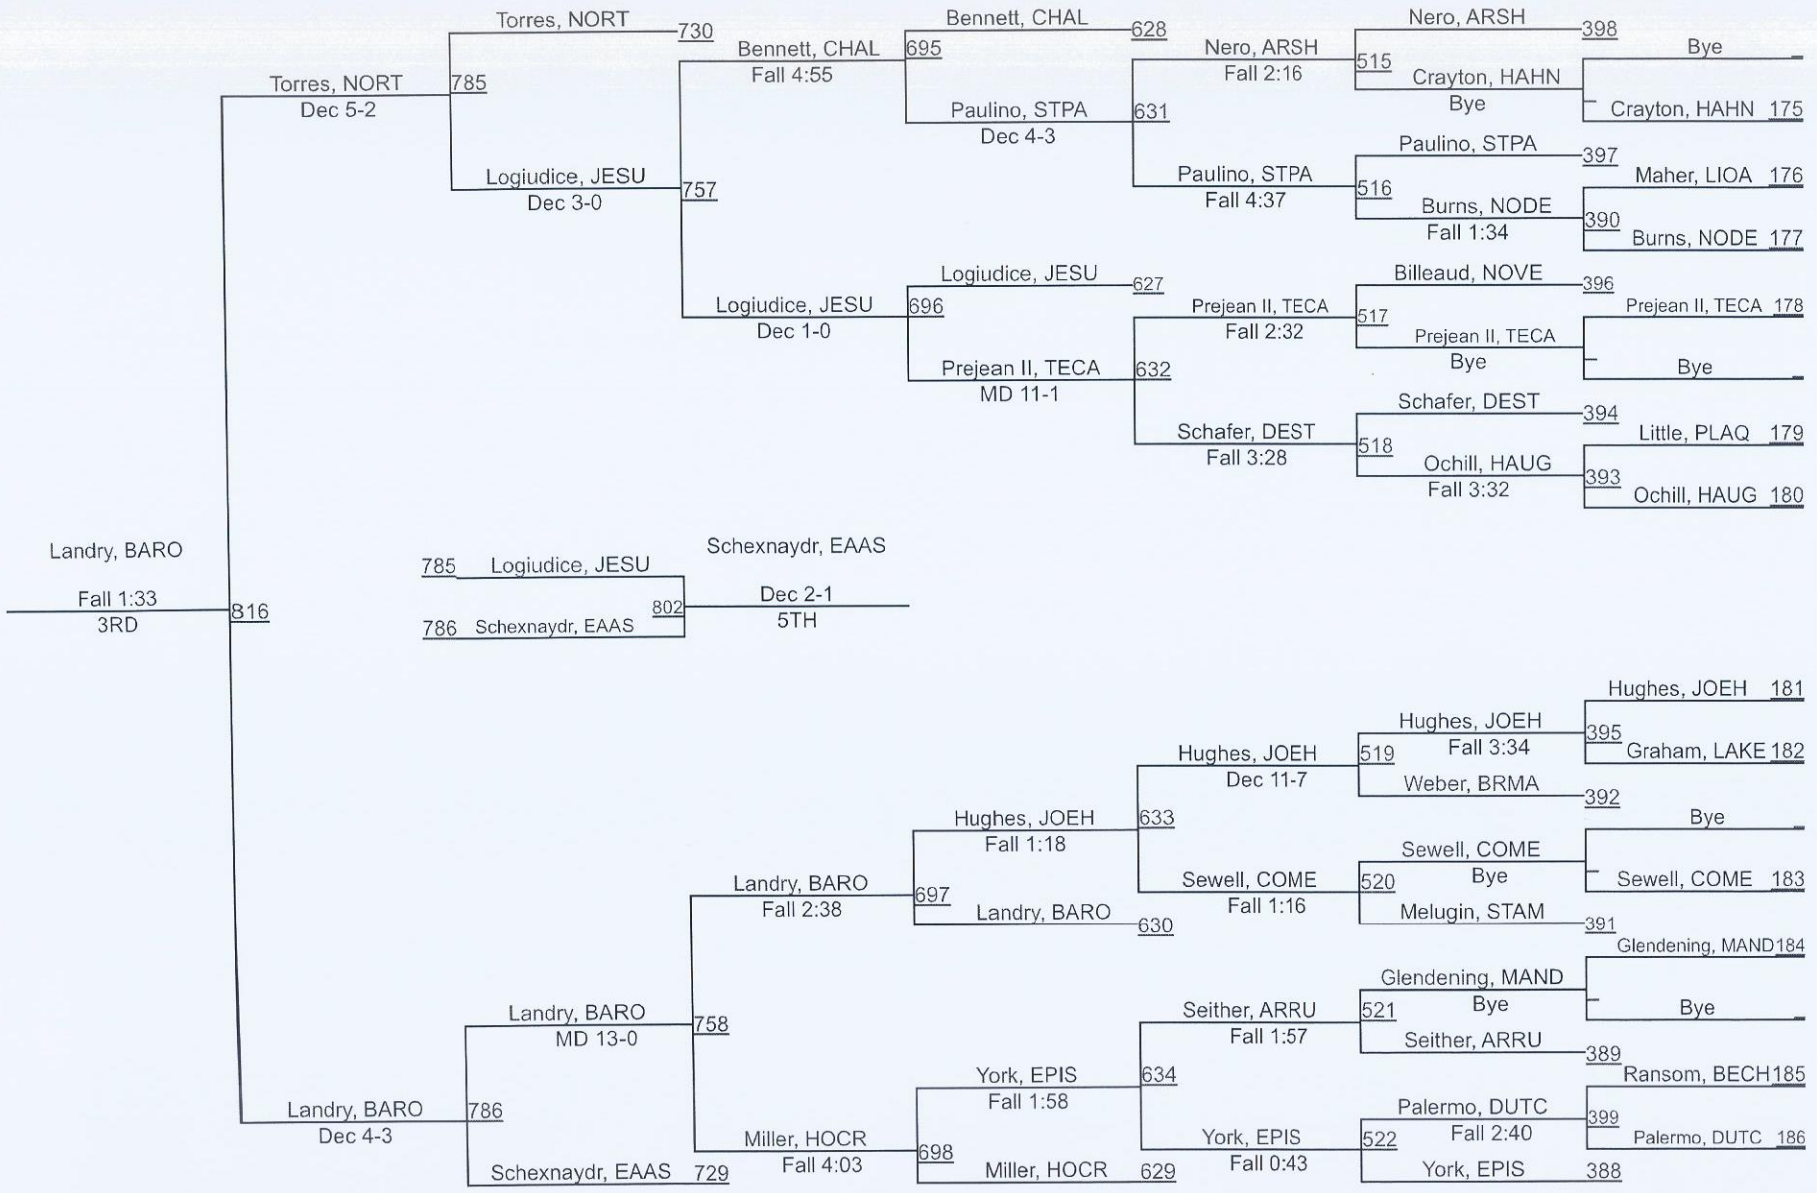 Torres, NORT
730
Torres, NORT
Dec 5-2
785
Logiudice, JESU
Dec 3-0
757
Bennett, CHAL
Fall 4:55
695
Bennett, CHAL
628
Paulino, STPA
Dec 4-3
631
Nero, ARSH
Fall 2:16
515
Nero, ARSH
398
Crayton, HAHN
Bye
Bye
Crayton, HAHN 175
Paulino, STPA
Fall 4:37
516
Paulino, STPA
397
Burns, NODE
Fall 1:34
390
Maher, LIOA 176
Burns, NODE 177
Logiudice, JESU
Dec 1-0
696
Logiudice, JESU
627
Prejean II, TECA
MD 11-1
632
Prejean II, TECA
Fall 2:32
517
Billeaud, NOVE
396
Prejean II, TECA
Bye
Prejean II, TECA 178
Bye
Schafer, DEST
Fall 3:28
518
Schafer, DEST
394
Ochill, HAUG
Fall 3:32
393
Little, PLAQ 179
Ochill, HAUG 180
Landry, BARO
Fall 1:33
3RD
816
785 Logiudice, JESU
786 Schexnaydr, EAAS
802
Schexnaydr, EAAS
Dec 2-1
5TH
Landry, BARO
Dec 4-3
786
Landry, BARO
MD 13-0
758
Schexnaydr, EAAS 729
Landry, BARO
Fall 2:38
697
Hughes, JOEH
Fall 1:18
633
Landry, BARO
630
Hughes, JOEH
Dec 11-7
519
Hughes, JOEH
Fall 3:34
395
Hughes, JOEH 181
Graham, LAKE 182
Weber, BRMA
392
Sewell, COME
Fall 1:16
520
Sewell, COME
Bye
Bye
Sewell, COME 183
Melugin, STAM
391
Miller, HOCR
Fall 4:03
698
York, EPIS
Fall 1:58
634
Miller, HOCR 629
Seither, ARRU
Fall 1:57
521
Glendening, MAND
Bye
Glendening, MAND 184
Bye
Seither, ARRU
389
York, EPIS
Fall 0:43
522
Palermo, DUTC
Fall 2:40
399
Ransom, BECH 185
Palermo, DUTC 186
York, EPIS 388